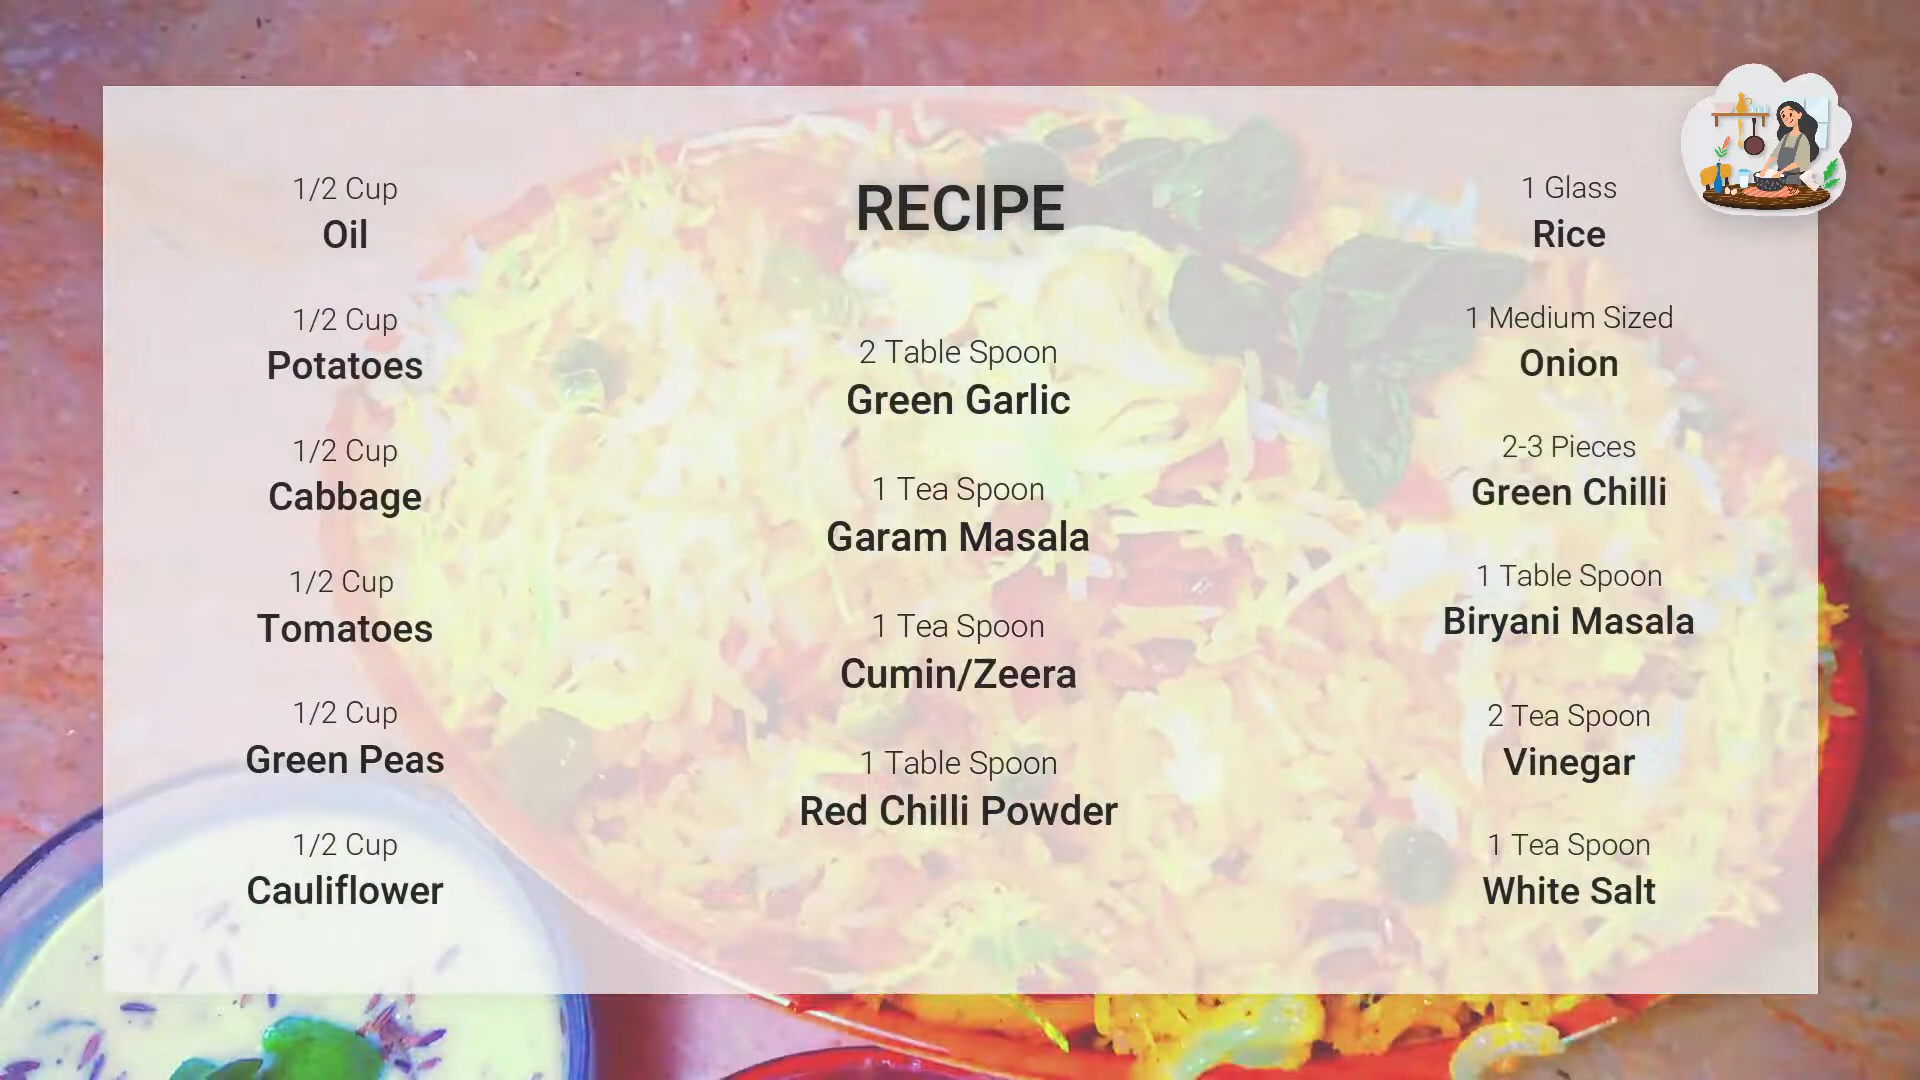 RECIPE
1/2 Cup
Oil
1/2 Cup
Potatoes
1/2 Cup
Cabbage
1/2 Cup
Tomatoes
1/2 Cup
Green Peas
1/2 Cup
Cauliflower
2 Table Spoon
Green Garlic
1 Tea Spoon
Garam Masala
1 Tea Spoon
Cumin/Zeera
1 Table Spoon
Red Chilli Powder
1 Glass
Rice
1 Medium Sized
Onion
2-3 Pieces
Green Chilli
1 Table Spoon
Biryani Masala
2 Tea Spoon
Vinegar
1 Tea Spoon
White Salt